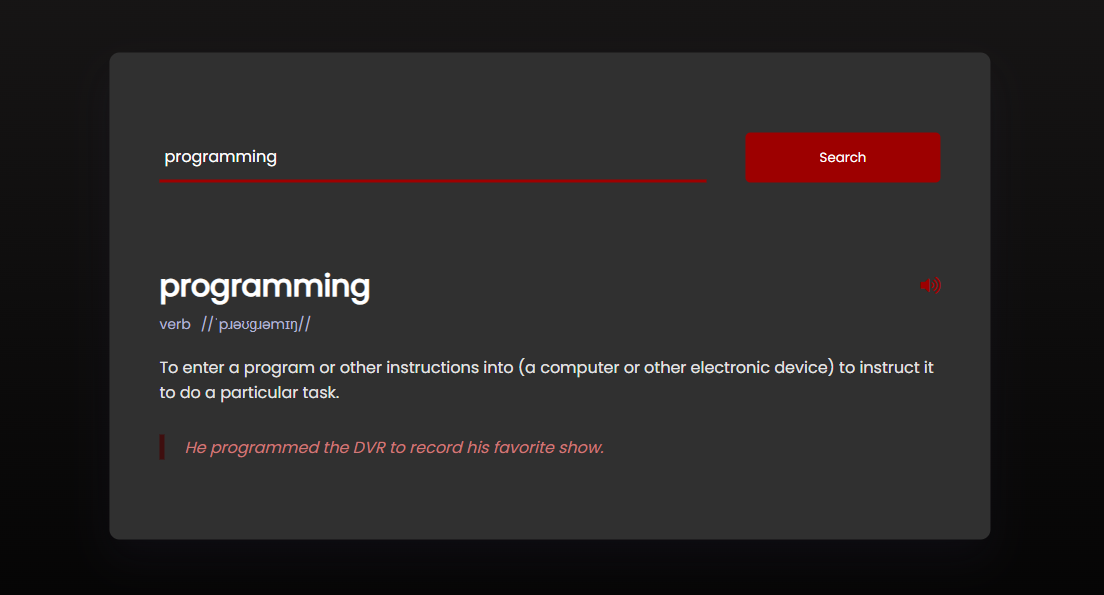 programming
Search
programming
verb //ˈpɹəʊɡɹəmɪŋ//
To enter a program or other instructions into (a computer or other electronic device) to instruct it
to do a particular task.
He programmed the DVR to record his favorite show.